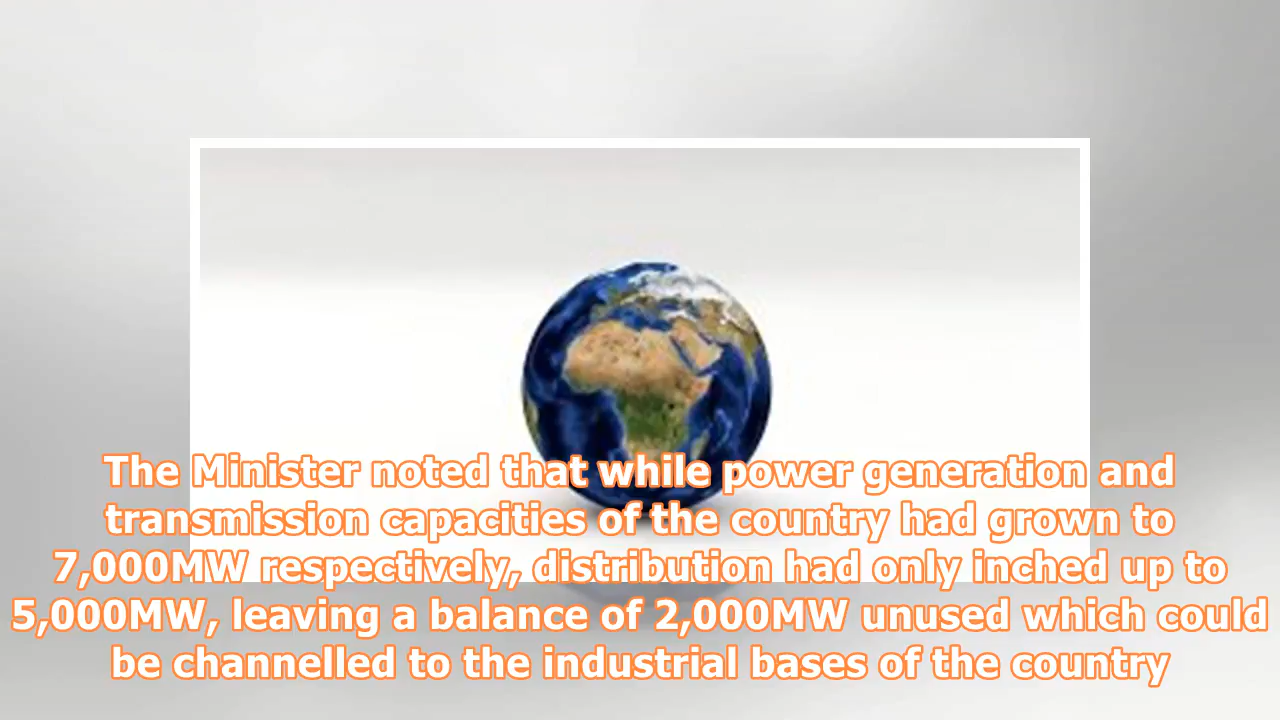 The Minister noted that while power generation and
transmission capacities of the country had grown to
7,000MW respectively, distribution had only inched up to
5,000MW, leaving a balance of 2,000MW unused which could
be channelled to the industrial bases of the country